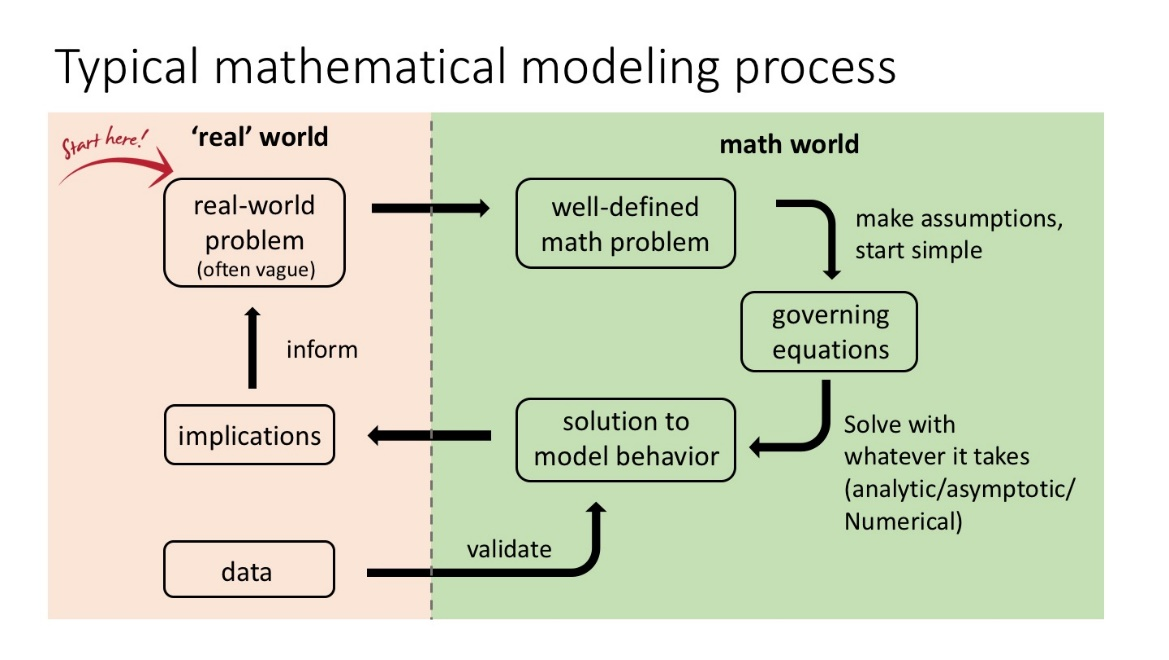 Typical mathematical modeling process
Start here!
‘real’ world
math world
real-world
problem
(often vague)
well-defined
math problem
make assumptions,
start simple
governing
equations
inform
implications
solution to
model behavior
Solve with
whatever it takes
(analytic/asymptotic/
Numerical)
validate
data